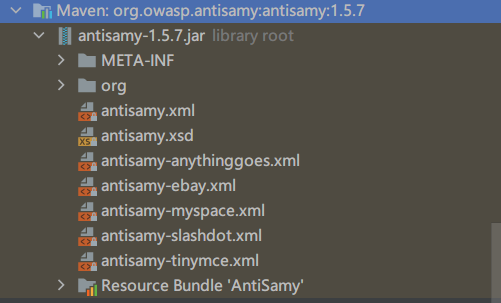 Maven: org.owasp.antisamy:antisamy:1.5.7
antisamy-1.5.7.jar library root
META-INF
org
antisamy.xml
antisamy.xsd
antisamy-anythinggoes.xml
antisamy-ebay.xml
antisamy-myspace.xml
antisamy-slashdot.xml
antisamy-tinymce.xml
Resource Bundle 'AntiSamy'